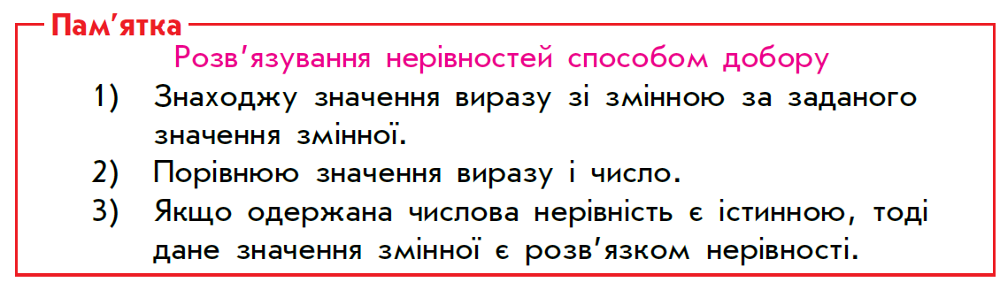 Пам’ятка
Розв’язування нерівностей способом добору
1) Знаходжу значення виразу зі змінною за заданого
значення змінної.
2) Порівнюю значення виразу і число.
3) Якщо одержана числова нерівність є істинною, тоді
дане значення змінної є розв’язком нерівності.